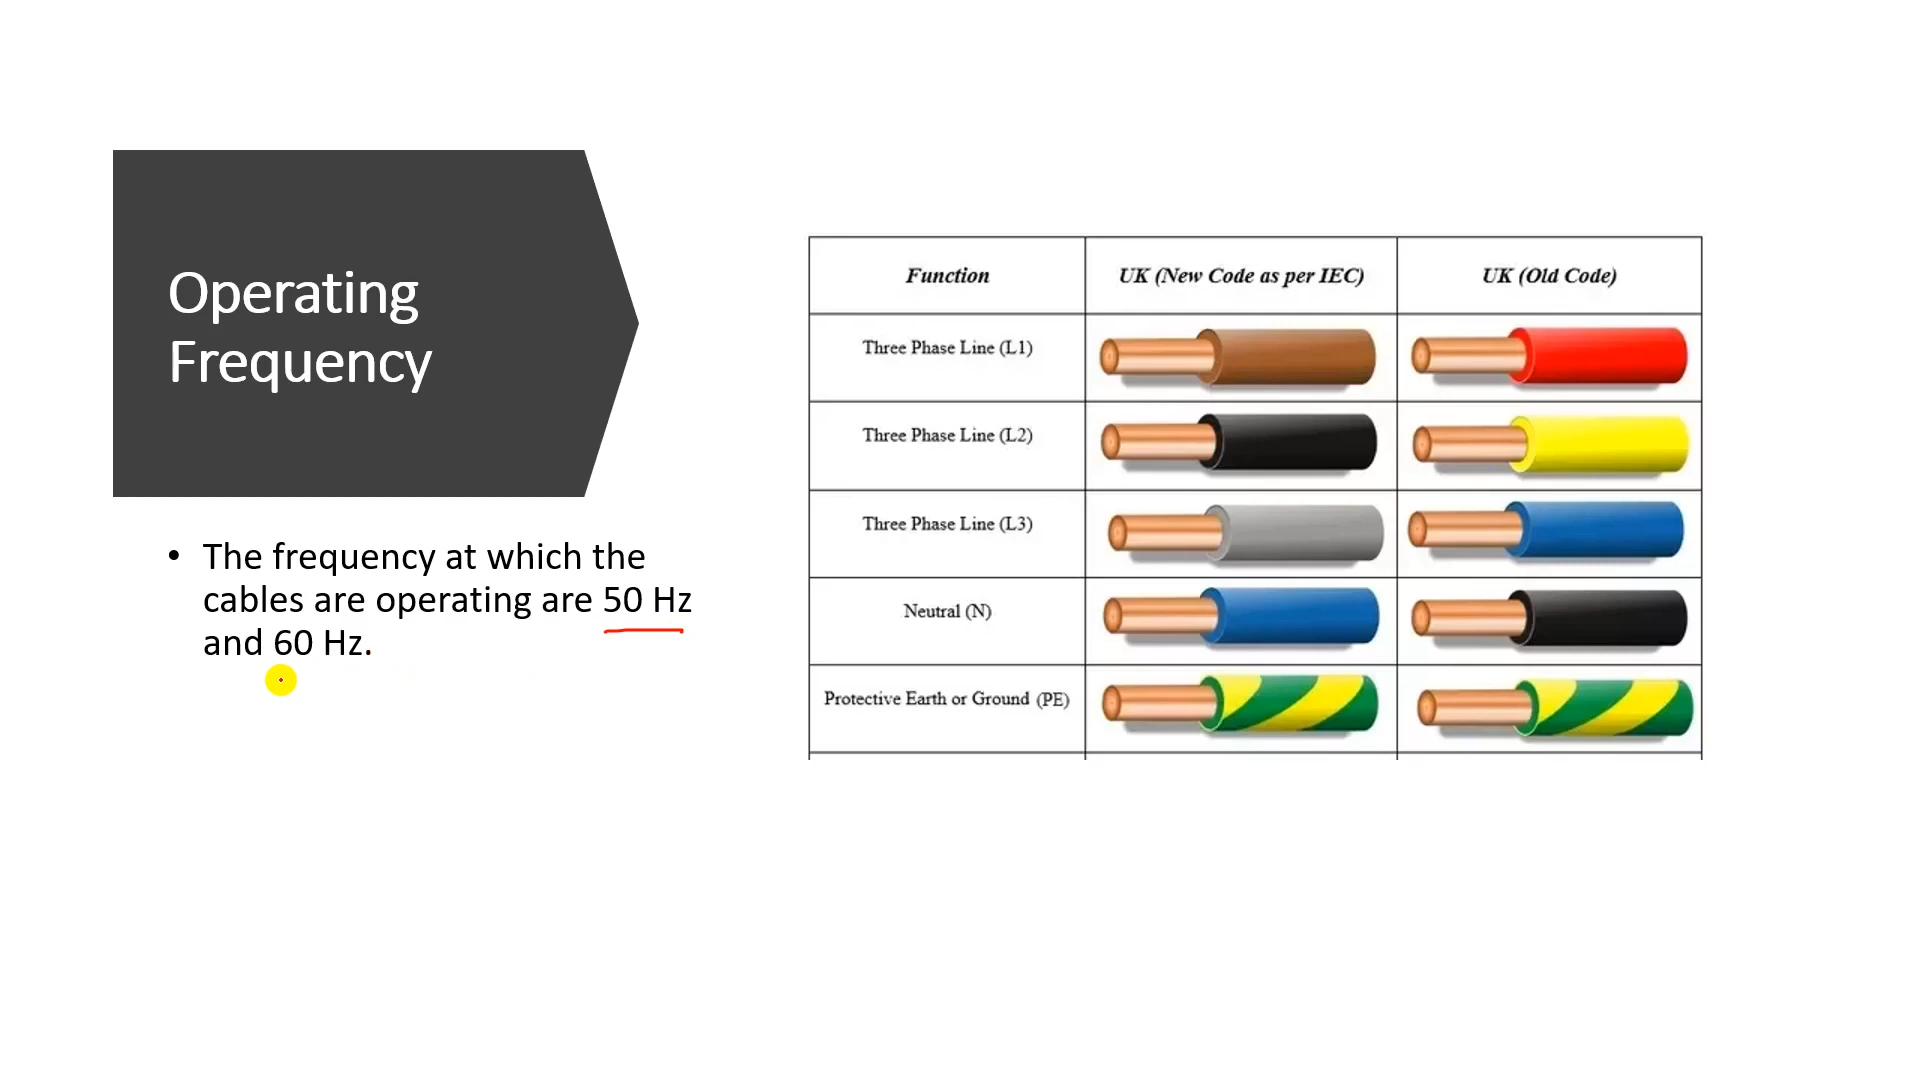 Operating
Frequency
• The frequency at which the
cables are operating are 50 Hz
and 60 Hz.
Function UK (New Code as per IEC) UK (Old Code)
Three Phase Line (L1)
Three Phase Line (L2)
Three Phase Line (L3)
Neutral (N)
Protective Earth or Ground (PE)